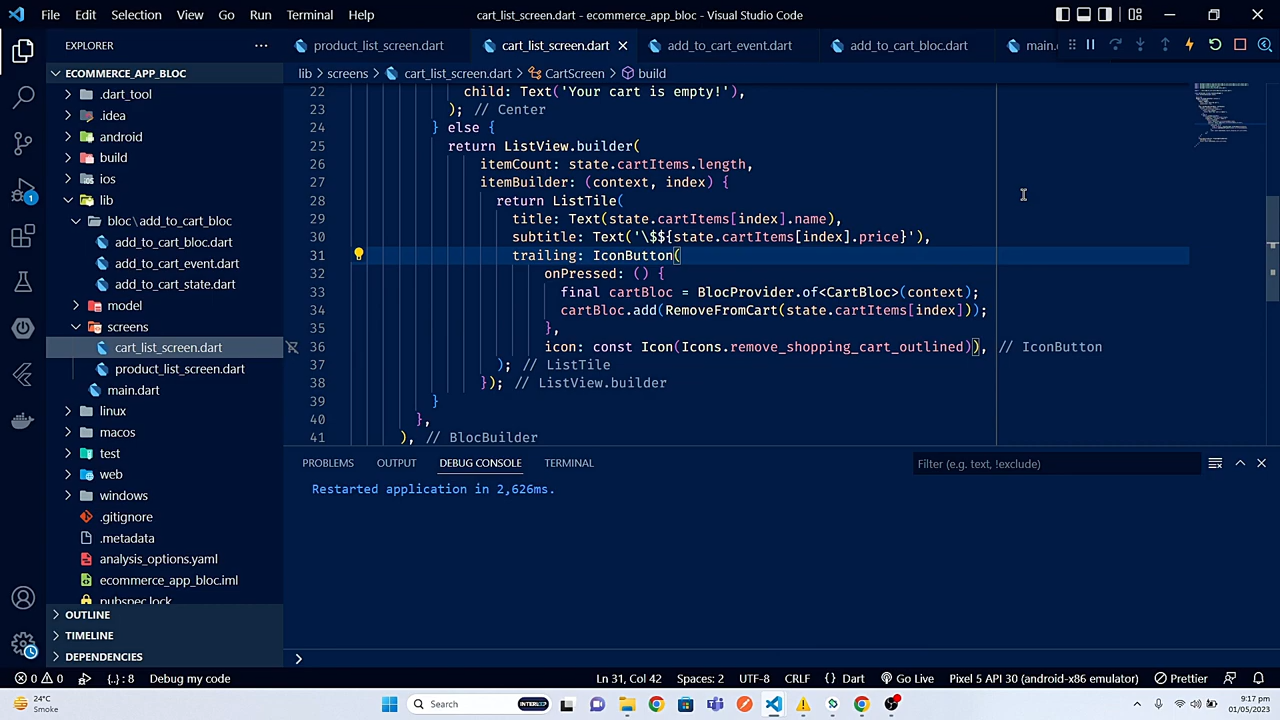 File Edit Selection View Go Run Terminal Help
cart_list_screen.dart - ecommerce_app_bloc - Visual Studio Code
EXPLORER
product_list_screen.dart
cart_list_screen.dart
add_to_cart_event.dart
add_to_cart_bloc.dart
main.
ECOMMERCE_APP_BLOC
lib > screens > cart_list_screen.dart > CartScreen > build
.dart_tool
.idea
android
build
ios
lib
bloc\add_to_cart_bloc
add_to_cart_bloc.dart
add_to_cart_event.dart
add_to_cart_state.dart
model
screens
cart_list_screen.dart
product_list_screen.dart
main.dart
linux
macos
test
web
windows
.gitignore
.metadata
analysis_options.yaml
ecommerce_app_bloc.iml
pubspec.lock
OUTLINE
TIMELINE
DEPENDENCIES
22 child: Text('Your cart is empty!'),
23 ); // Center
24 } else {
25 return ListView.builder(
26 itemCount: state.cartItems.length,
27 itemBuilder: (context, index) {
28 return ListTile(
29 title: Text(state.cartItems[index].name),
30 subtitle: Text('\$${state.cartItems[index].price}'),
31 trailing: IconButton(
32 onPressed: () {
33 final cartBloc = BlocProvider.of<CartBloc>(context);
34 cartBloc.add(RemoveFromCart(state.cartItems[index]));
35 },
36 icon: const Icon(Icons.remove_shopping_cart_outlined)), // IconButton
37 ); // ListTile
38 }); // ListView.builder
39 }
40 },
41 ), // BlocBuilder
PROBLEMS OUTPUT DEBUG CONSOLE TERMINAL
Filter (e.g. text, !exclude)
Restarted application in 2,626ms.
1
0 0 {..} : 8 Debug my code
Ln 31, Col 42 Spaces: 2 UTF-8 CRLF {} Dart Go Live Pixel 5 API 30 (android-x86 emulator) Prettier
24°C
Smoke
Search
5:17 pm
01/05/2023